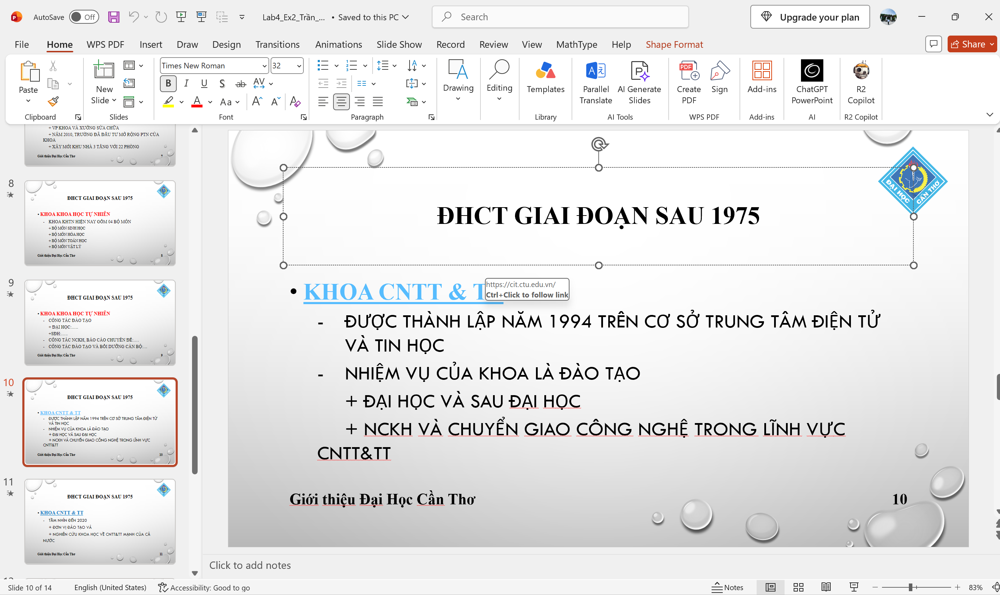 AutoSave Off Lab4_Ex2_Trần_... • Saved to this PC Search Upgrade your plan
File Home WPS PDF Insert Draw Design Transitions Animations Slide Show Record Review View MathType Help Shape Format Share
Times New Roman 32
Paste New Slide Drawing Editing Templates Parallel Translate AI Generate Slides Create PDF Sign Add-ins ChatGPT PowerPoint R2 Copilot
Clipboard Slides Font Paragraph Library AI Tools WPS PDF Add-ins AI R2 Copilot
+ VP KHOA VÀ XƯỞNG SỬA CHỮA
+ NĂM 2010, TRƯỜNG ĐÃ ĐẦU TƯ MỞ RỘNG PTN CỦA
KHOA
+ XÂY MỚI KHU NHÀ 3 TẦNG VỚI 22 PHÒNG
Giới thiệu Đại Học Cần Thơ 7
8
ĐHCT GIAI ĐOẠN SAU 1975
• KHOA KHOA HỌC TỰ NHIÊN
- KHOA KHTN HIỆN NAY GỒM 04 BỘ MÔN
+ BỘ MÔN SINH HỌC
+ BỘ MÔN HÓA HỌC
+ BỘ MÔN TOÁN HỌC
+ BỘ MÔN VẬT LÝ
Giới thiệu Đại Học Cần Thơ 8
9
ĐHCT GIAI ĐOẠN SAU 1975
• KHOA KHOA HỌC TỰ NHIÊN
- CÔNG TÁC ĐÀO TẠO
+ ĐẠI HỌC:.....
+SĐH:.....
- CÔNG TÁC NCKH, BÁO CÁO CHUYÊN ĐỀ:....
- CÔNG TÁC ĐÀO TẠO VÀ BỒI DƯỠNG CÁN BỘ:...
Giới thiệu Đại Học Cần Thơ 9
10
ĐHCT GIAI ĐOẠN SAU 1975
• KHOA CNTT & TT
- ĐƯỢC THÀNH LẬP NĂM 1994 TRÊN CƠ SỞ TRUNG TÂM ĐIỆN TỬ
VÀ TIN HỌC
- NHIỆM VỤ CỦA KHOA LÀ ĐÀO TẠO
+ ĐẠI HỌC VÀ SAU ĐẠI HỌC
+ NCKH VÀ CHUYỂN GIAO CÔNG NGHỆ TRONG LĨNH VỰC
CNTT&TT
Giới thiệu Đại Học Cần Thơ 10
11
ĐHCT GIAI ĐOẠN SAU 1975
• KHOA CNTT & TT
- TẦM NHÌN ĐẾN 2020
+ ĐƠN VỊ ĐÀO TẠO VÀ
+ NGHIÊN CỨU KHOA HỌC VỀ CNTT&TT MẠNH CỦA CẢ
NƯỚC
Giới thiệu Đại Học Cần Thơ 11
ĐẠI HỌC CẦN THƠ
ĐHCT GIAI ĐOẠN SAU 1975
• KHOA CNTT & T
https://cit.ctu.edu.vn/
Ctrl+Click to follow link
- ĐƯỢC THÀNH LẬP NĂM 1994 TRÊN CƠ SỞ TRUNG TÂM ĐIỆN TỬ
VÀ TIN HỌC
- NHIỆM VỤ CỦA KHOA LÀ ĐÀO TẠO
+ ĐẠI HỌC VÀ SAU ĐẠI HỌC
+ NCKH VÀ CHUYỂN GIAO CÔNG NGHỆ TRONG LĨNH VỰC
CNTT&TT
Giới thiệu Đại Học Cần Thơ 10
Click to add notes
Slide 10 of 14 English (United States) Accessibility: Good to go Notes 83%